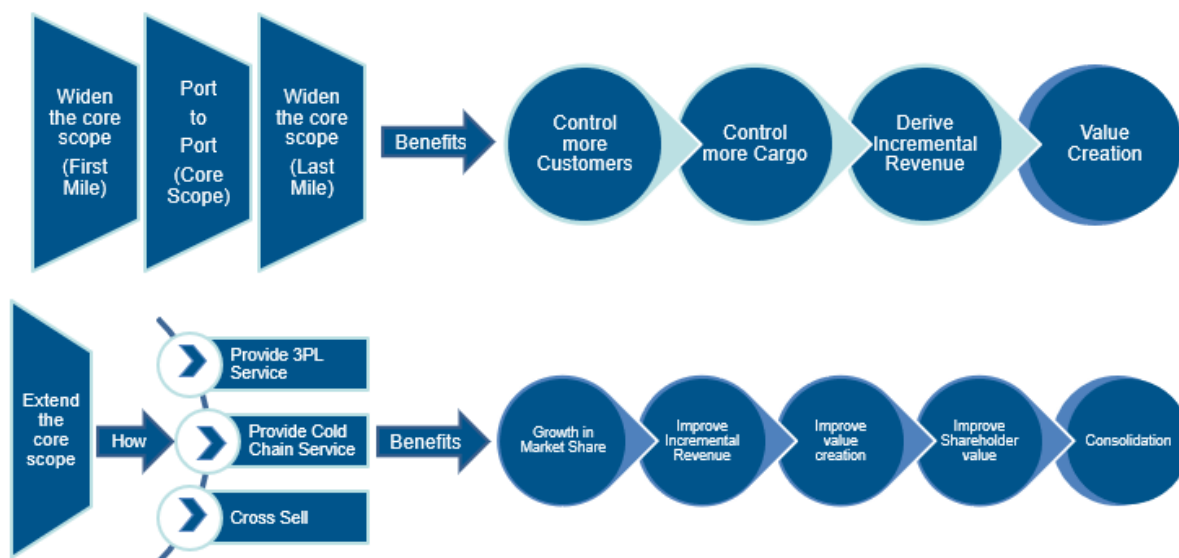 Widen
the core
scope
(First
Mile)
Port
to
Port
(Core
Scope)
Widen
the core
scope
(Last
Mile)
Benefits
Control
more
Customers
Control
more Cargo
Derive
Incremental
Revenue
Value
Creation
Extend
the
core
scope
How
Provide 3PL
Service
Provide Cold
Chain Service
Cross Sell
Benefits
Growth in
Market Share
Improve
Incremental
Revenue
Improve
value
creation
Improve
Shareholder
value
Consolidation